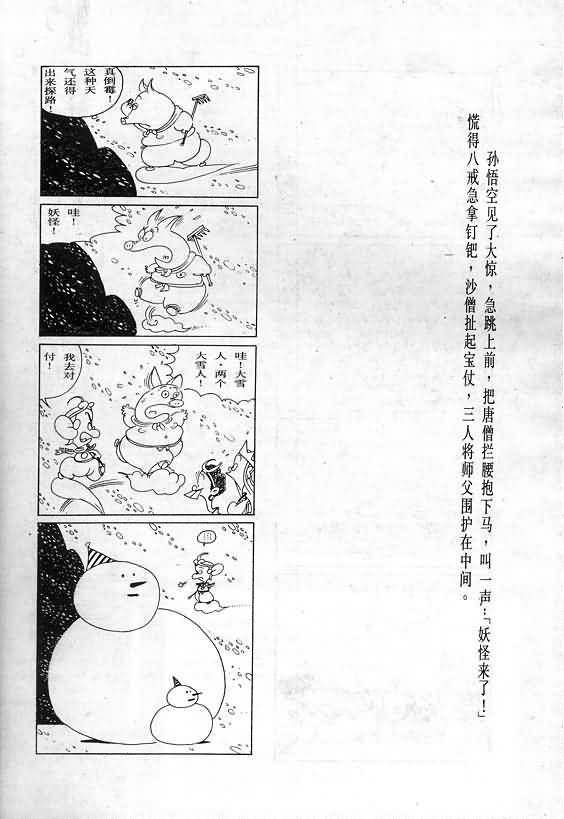 孙悟空见了大惊，急跳上前，把唐僧拦腰抱下马，叫一声：「妖怪来了！」
慌得八戒急拿钉钯，沙僧扯起宝仗，三人将师父围护在中间。
真倒霉！
这种天
气还得
出来探路！
哇！
妖怪！
哇！大雪
人，两个
大雪人！
我去对
付！